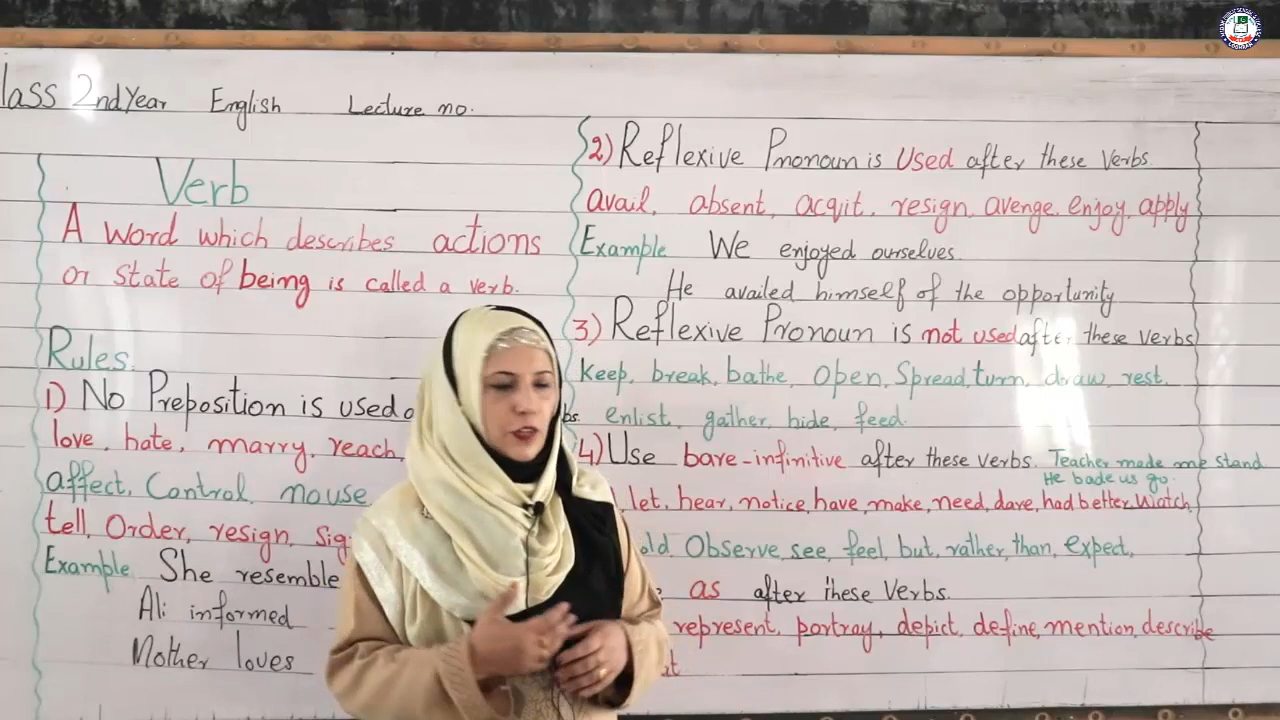 lass 2nd Year English Lecture no.
Verb
A word which describes actions
or state of being is called a verb.
Rules
1) No Preposition is used
love, hate, marry, reach,
affect, Control, nouse
tell, Order, resign, sig
Example She resemble
Ali informed
Mother loves
2) Reflexive Pronoun is used after these Verbs.
avail, absent, acqit, resign, avenge, enjoy, apply
Example We enjoyed ourselves.
He availed himself of the opportunity
3) Reflexive Pronoun is not used after these verbs
keep, break, bathe, Open, Spread, turn, draw, rest,
bs. enlist, gather, hide, feed.
4) Use bare-infinitive after these verbs. Teacher made me stand
He bade us go.
let, hear, notice, have, make, need, dare, had better, watch
old, Observe, see, feel, but, rather, than, expect,
as after these Verbs.
represent, portray, depict, define, mention, describe
t.